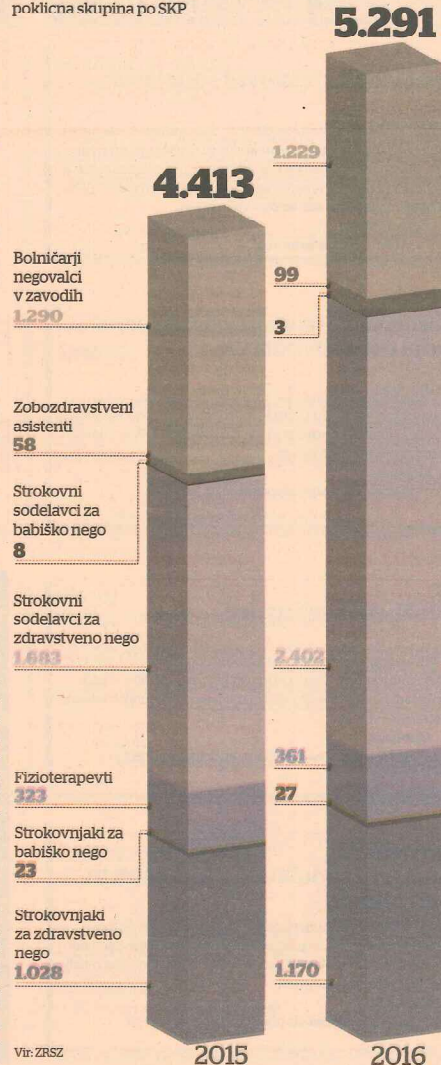 poklicna skupina po SKP
5.291
4.413
1.229
99
3
Bolničarji
negovalci
v zavodih
1.290
Zobozdravstveni
asistenti
58
Strokovni
sodelavci za
babiško nego
8
Strokovni
sodelavci za
zdravstveno nego
1.683
2.402
Fizioterapevti
323
361
27
Strokovnjaki za
babiško nego
23
Strokovnjaki
za zdravstveno
nego
1.028
1.170
Vir: ZRSZ
2015
2016